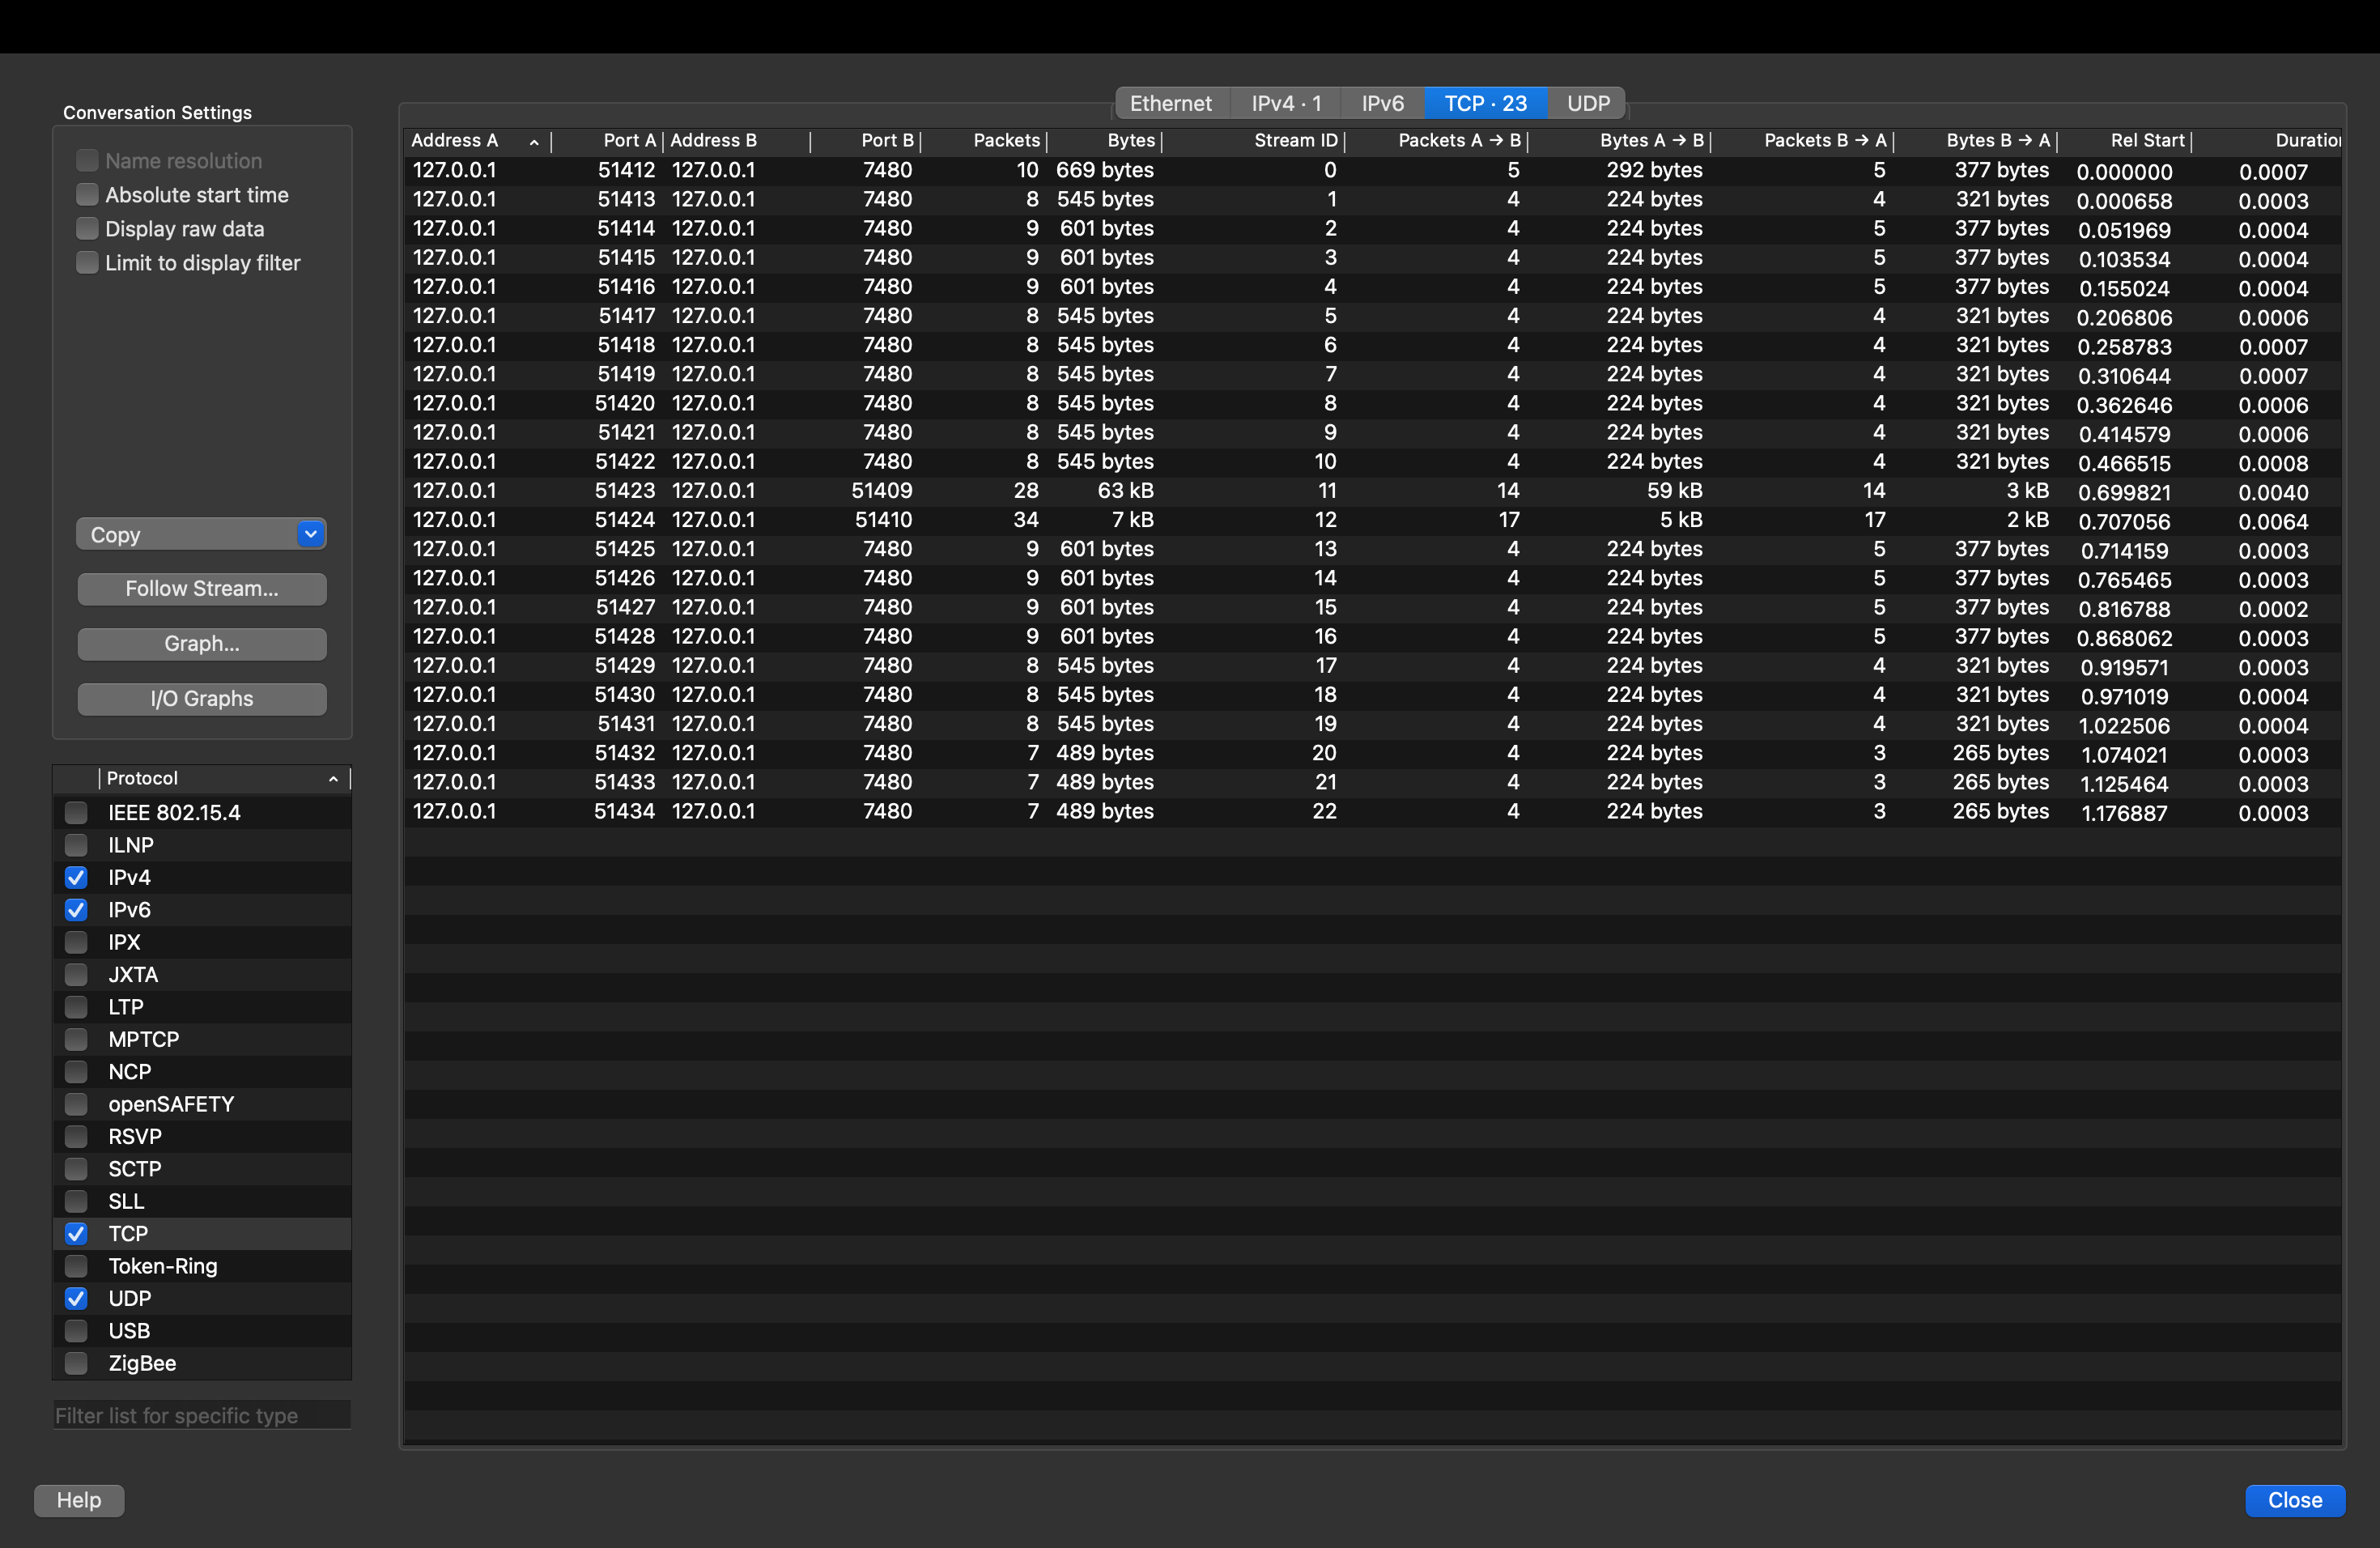 Conversation Settings
Name resolution
Absolute start time
Display raw data
Limit to display filter
Copy
Follow Stream...
Graph...
I/O Graphs
Protocol
IEEE 802.15.4
ILNP
IPv4
IPv6
IPX
JXTA
LTP
MPTCP
NCP
openSAFETY
RSVP
SCTP
SLL
TCP
Token-Ring
UDP
USB
ZigBee
Filter list for specific type
Ethernet IPv4 · 1 IPv6 TCP · 23 UDP
Address A Port A Address B Port B Packets Bytes Stream ID Packets A → B Bytes A → B Packets B → A Bytes B → A Rel Start Duratio
127.0.0.1 51412 127.0.0.1 7480 10 669 bytes 0 5 292 bytes 5 377 bytes 0.000000 0.0007
127.0.0.1 51413 127.0.0.1 7480 8 545 bytes 1 4 224 bytes 4 321 bytes 0.000658 0.0003
127.0.0.1 51414 127.0.0.1 7480 9 601 bytes 2 4 224 bytes 5 377 bytes 0.051969 0.0004
127.0.0.1 51415 127.0.0.1 7480 9 601 bytes 3 4 224 bytes 5 377 bytes 0.103534 0.0004
127.0.0.1 51416 127.0.0.1 7480 9 601 bytes 4 4 224 bytes 5 377 bytes 0.155024 0.0004
127.0.0.1 51417 127.0.0.1 7480 8 545 bytes 5 4 224 bytes 4 321 bytes 0.206806 0.0006
127.0.0.1 51418 127.0.0.1 7480 8 545 bytes 6 4 224 bytes 4 321 bytes 0.258783 0.0007
127.0.0.1 51419 127.0.0.1 7480 8 545 bytes 7 4 224 bytes 4 321 bytes 0.310644 0.0007
127.0.0.1 51420 127.0.0.1 7480 8 545 bytes 8 4 224 bytes 4 321 bytes 0.362646 0.0006
127.0.0.1 51421 127.0.0.1 7480 8 545 bytes 9 4 224 bytes 4 321 bytes 0.414579 0.0006
127.0.0.1 51422 127.0.0.1 7480 8 545 bytes 10 4 224 bytes 4 321 bytes 0.466515 0.0008
127.0.0.1 51423 127.0.0.1 51409 28 63 kB 11 14 59 kB 14 3 kB 0.699821 0.0040
127.0.0.1 51424 127.0.0.1 51410 34 7 kB 12 17 5 kB 17 2 kB 0.707056 0.0064
127.0.0.1 51425 127.0.0.1 7480 9 601 bytes 13 4 224 bytes 5 377 bytes 0.714159 0.0003
127.0.0.1 51426 127.0.0.1 7480 9 601 bytes 14 4 224 bytes 5 377 bytes 0.765465 0.0003
127.0.0.1 51427 127.0.0.1 7480 9 601 bytes 15 4 224 bytes 5 377 bytes 0.816788 0.0002
127.0.0.1 51428 127.0.0.1 7480 9 601 bytes 16 4 224 bytes 5 377 bytes 0.868062 0.0003
127.0.0.1 51429 127.0.0.1 7480 8 545 bytes 17 4 224 bytes 4 321 bytes 0.919571 0.0003
127.0.0.1 51430 127.0.0.1 7480 8 545 bytes 18 4 224 bytes 4 321 bytes 0.971019 0.0004
127.0.0.1 51431 127.0.0.1 7480 8 545 bytes 19 4 224 bytes 4 321 bytes 1.022506 0.0004
127.0.0.1 51432 127.0.0.1 7480 7 489 bytes 20 4 224 bytes 3 265 bytes 1.074021 0.0003
127.0.0.1 51433 127.0.0.1 7480 7 489 bytes 21 4 224 bytes 3 265 bytes 1.125464 0.0003
127.0.0.1 51434 127.0.0.1 7480 7 489 bytes 22 4 224 bytes 3 265 bytes 1.176887 0.0003
Help
Close